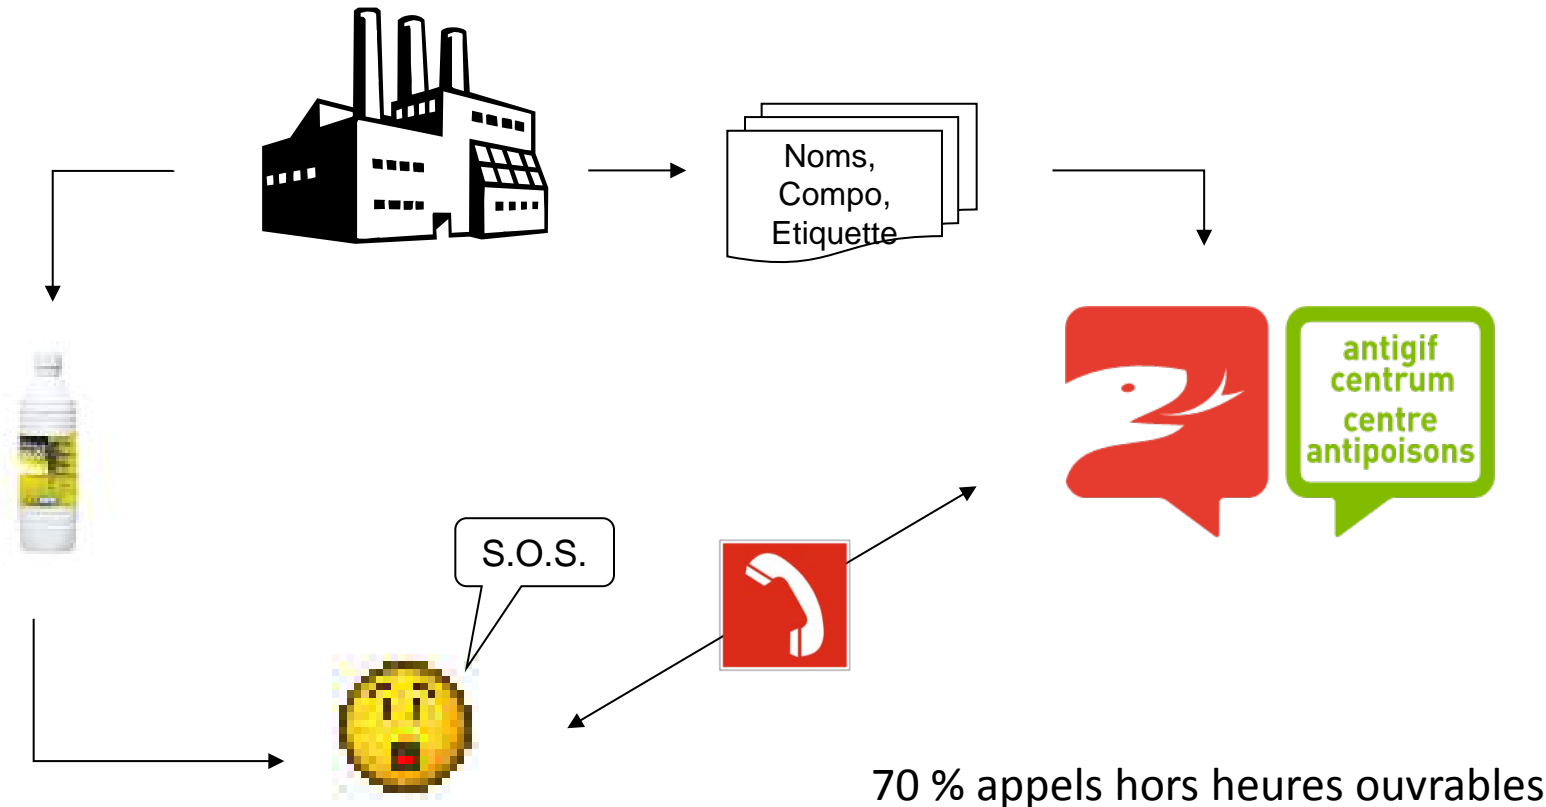 Noms,
Compo,
Etiquette
antigif
centrum
centre
antipoisons
S.O.S.
70 % appels hors heures ouvrables